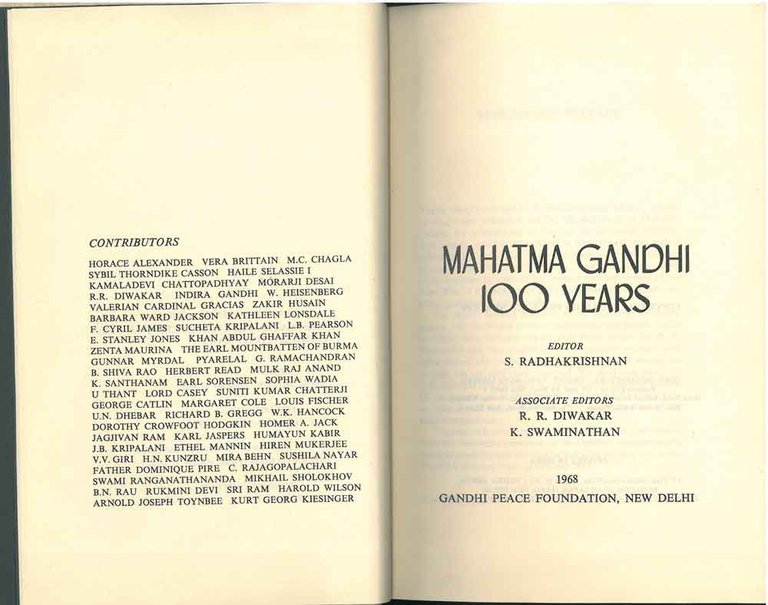 CONTRIBUTORS
HORACE ALEXANDER VERA BRITTAIN M.C. CHAGLA
SYBIL THORNDIKE CASSON HAILE SELASSIE I
KAMALADEVI CHATTOPADHYAY MORARJI DESAI
R.R. DIWAKAR INDIRA GANDHI W. HEISENBERG
VALERIAN CARDINAL GRACIAS ZAKIR HUSAIN
BARBARA WARD JACKSON KATHLEEN LONSDALE
F. CYRIL JAMES SUCHETA KRIPALANI L.B. PEARSON
E. STANLEY JONES KHAN ABDUL GHAFFAR KHAN
ZENTA MAURINA THE EARL MOUNTBATTEN OF BURMA
GUNNAR MYRDAL PYARELAL G. RAMACHANDRAN
B. SHIVA RAO HERBERT READ MULK RAJ ANAND
K. SANTHANAM EARL SORENSEN SOPHIA WADIA
U THANT LORD CASEY SUNITI KUMAR CHATTERJI
GEORGE CATLIN MARGARET COLE LOUIS FISCHER
U.N. DHEBAR RICHARD B. GREGG W.K. HANCOCK
DOROTHY CROWFOOT HODGKIN HOMER A. JACK
JAGJIVAN RAM KARL JASPERS HUMAYUN KABIR
J.B. KRIPALANI ETHEL MANNIN HIREN MUKERJEE
V.V. GIRI H.N. KUNZRU MIRA BEHN SUSHILA NAYAR
FATHER DOMINIQUE PIRE C. RAJAGOPALACHARI
SWAMI RANGANATHANANDA MIKHAIL SHOLOKHOV
B.N. RAU RUKMINI DEVI SRI RAM HAROLD WILSON
ARNOLD JOSEPH TOYNBEE KURT GEORG KIESINGER
MAHATMA GANDHI
100 YEARS
EDITOR
S. RADHAKRISHNAN
ASSOCIATE EDITORS
R. R. DIWAKAR
K. SWAMINATHAN
1968
GANDHI PEACE FOUNDATION, NEW DELHI